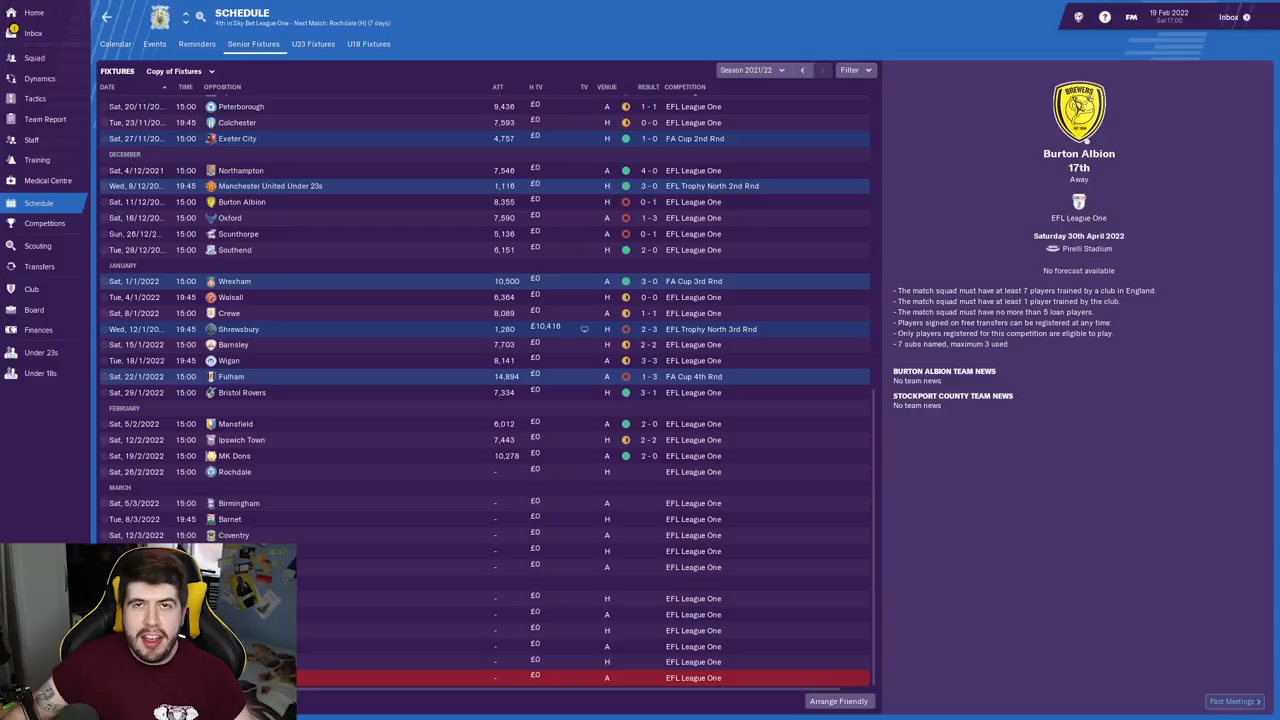 Home
Inbox
Squad
Dynamics
Tactics
Team Report
Staff
Training
Medical Centre
Schedule
Competitions
Scouting
Transfers
Club
Board
Finances
Under 23s
Under 18s
SCHEDULE
4th in Sky Bet League One - Next Match: Rochdale (H) (7 days)
FM
19 Feb 2022
Sat 17:00
Inbox
Calendar Events Reminders Senior Fixtures U23 Fixtures U18 Fixtures
FIXTURES Copy of Fixtures
Season 2021/22 Filter
DATE TIME OPPOSITION ATT H TV TV VENUE RESULT COMPETITION
Sat, 20/11/20... 15:00 Peterborough 9,436 £0 A 1 - 1 EFL League One
Tue, 23/11/20... 19:45 Colchester 7,593 £0 H 0 - 0 EFL League One
Sat, 27/11/20... 15:00 Exeter City 4,757 £0 H 1 - 0 FA Cup 2nd Rnd
DECEMBER
Sat, 4/12/2021 15:00 Northampton 7,546 £0 A 4 - 0 EFL League One
Wed, 8/12/20... 19:45 Manchester United Under 23s 1,116 £0 H 3 - 0 EFL Trophy North 2nd Rnd
Sat, 11/12/20... 15:00 Burton Albion 8,355 £0 H 0 - 1 EFL League One
Sat, 18/12/20... 15:00 Oxford 7,590 £0 A 1 - 3 EFL League One
Sun, 26/12/2... 15:00 Scunthorpe 5,136 £0 A 0 - 1 EFL League One
Tue, 28/12/20... 15:00 Southend 6,151 £0 H 2 - 0 EFL League One
JANUARY
Sat, 1/1/2022 15:00 Wrexham 10,500 £0 A 3 - 0 FA Cup 3rd Rnd
Tue, 4/1/2022 19:45 Walsall 6,364 £0 H 0 - 0 EFL League One
Sat, 8/1/2022 15:00 Crewe 8,089 £0 A 1 - 1 EFL League One
Wed, 12/1/20... 19:45 Shrewsbury 1,280 £10,416 H 2 - 3 EFL Trophy North 3rd Rnd
Sat, 15/1/2022 15:00 Barnsley 7,703 £0 H 2 - 2 EFL League One
Tue, 18/1/2022 19:45 Wigan 8,141 £0 A 3 - 3 EFL League One
Sat, 22/1/2022 15:00 Fulham 14,894 £0 A 1 - 3 FA Cup 4th Rnd
Sat, 29/1/2022 15:00 Bristol Rovers 7,334 £0 H 3 - 1 EFL League One
FEBRUARY
Sat, 5/2/2022 15:00 Mansfield 6,012 £0 A 2 - 0 EFL League One
Sat, 12/2/2022 15:00 Ipswich Town 7,443 £0 H 2 - 2 EFL League One
Sat, 19/2/2022 15:00 MK Dons 10,278 £0 A 2 - 0 EFL League One
Sat, 26/2/2022 15:00 Rochdale - £0 H EFL League One
MARCH
Sat, 5/3/2022 15:00 Birmingham - £0 A EFL League One
Tue, 8/3/2022 19:45 Barnet - £0 H EFL League One
Sat, 12/3/2022 15:00 Coventry - £0 A EFL League One
- £0 H EFL League One
- £0 A EFL League One
- £0 H EFL League One
- £0 A EFL League One
- £0 H EFL League One
- £0 A EFL League One
- £0 H EFL League One
- £0 A EFL League One
Arrange Friendly
BREWERS
Burton Albion
17th
Away
EFL League One
Saturday 30th April 2022
Pirelli Stadium
No forecast available
- The match squad must have at least 7 players trained by a club in England.
- The match squad must have at least 1 player trained by the club.
- The match squad must have no more than 5 loan players.
- Players signed on free transfers can be registered at any time.
- Only players registered for this competition are eligible to play.
- 7 subs named, maximum 3 used
BURTON ALBION TEAM NEWS
No team news
STOCKPORT COUNTY TEAM NEWS
No team news
Past Meetings